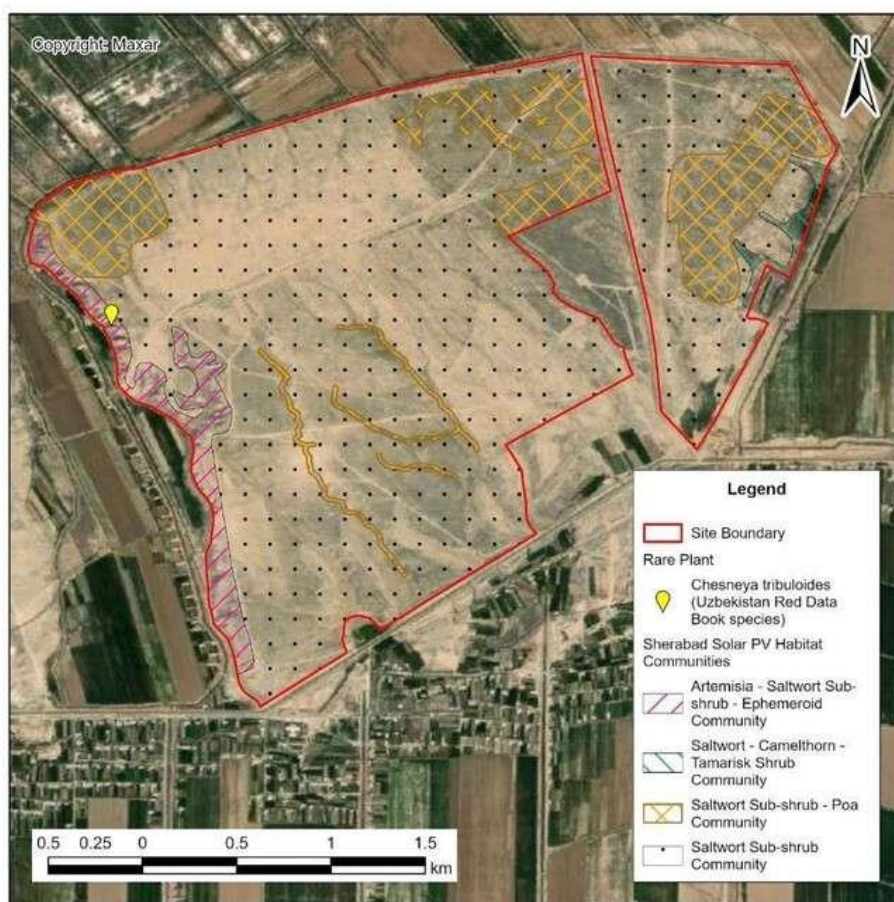 Copyright: Maxar
N
Legend
Site Boundary
Rare Plant
Chesneya tribuloides
(Uzbekistan Red Data
Book species)
Sherabad Solar PV Habitat
Communities
Artemisia - Saltwort Sub-
shrub - Ephemeroid
Community
Saltwort - Camelthorn -
Tamarisk Shrub
Community
Saltwort Sub-shrub - Poa
Community
Saltwort Sub-shrub
Community
0.5 0.25 0 0.5 1 1.5
km